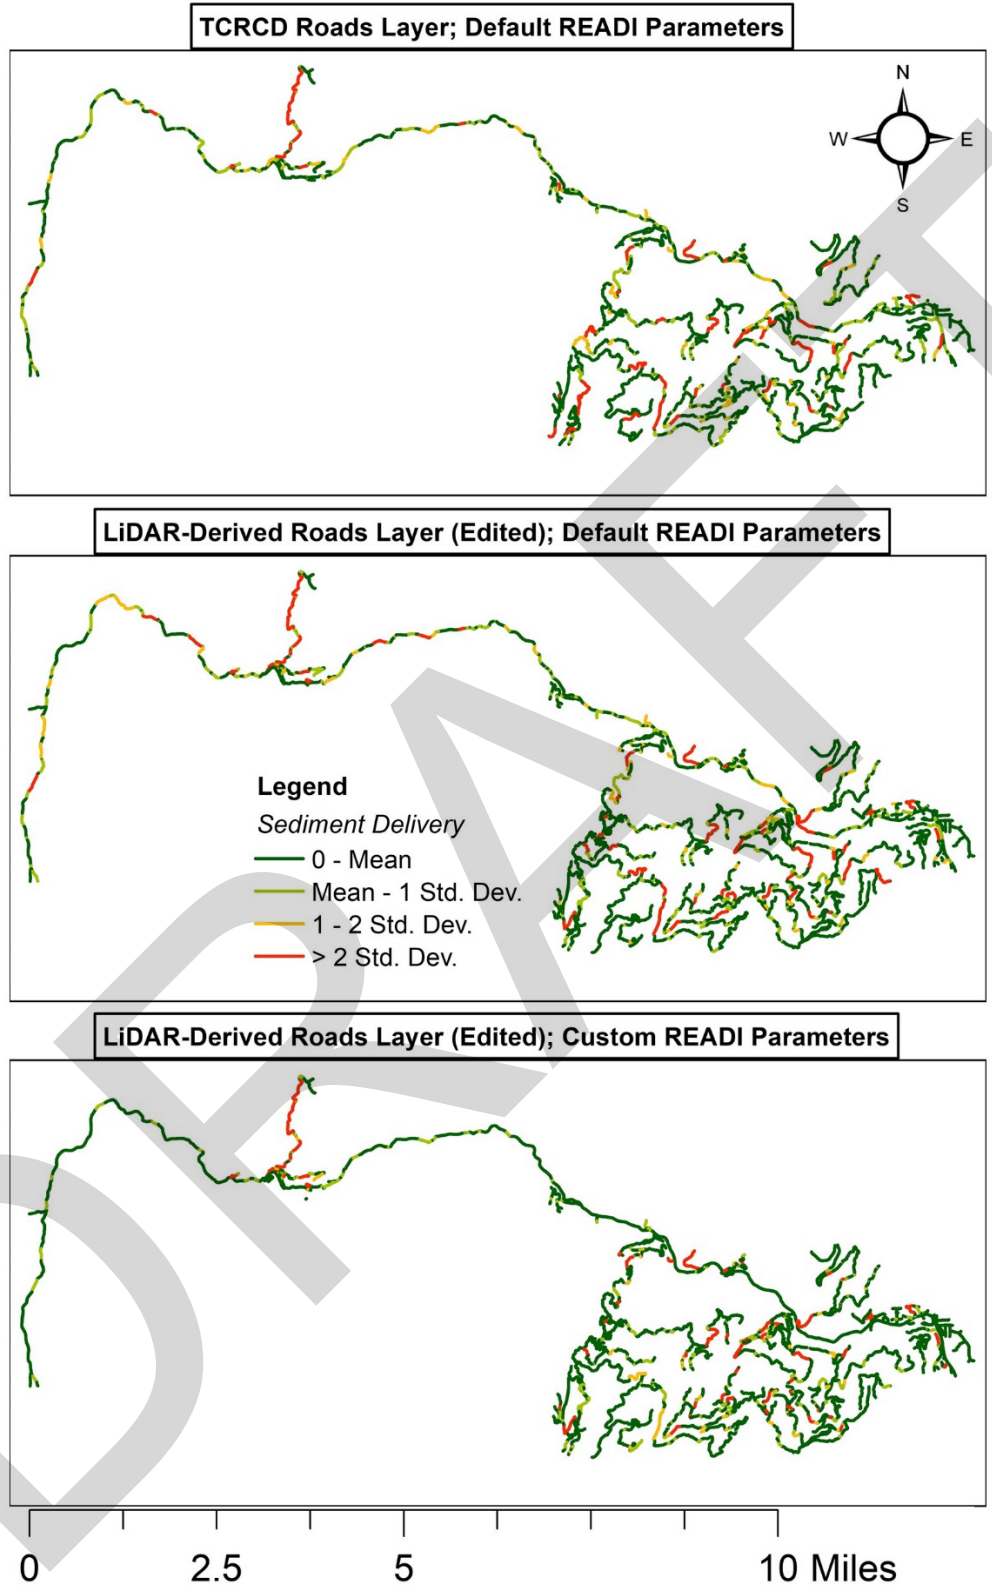 TCRCD Roads Layer; Default READI Parameters
N
W
E
S
LiDAR-Derived Roads Layer (Edited); Default READI Parameters
Legend
Sediment Delivery
0 - Mean
Mean - 1 Std. Dev.
1 - 2 Std. Dev.
> 2 Std. Dev.
LiDAR-Derived Roads Layer (Edited); Custom READI Parameters
0 2.5 5 10 Miles
DRAFT